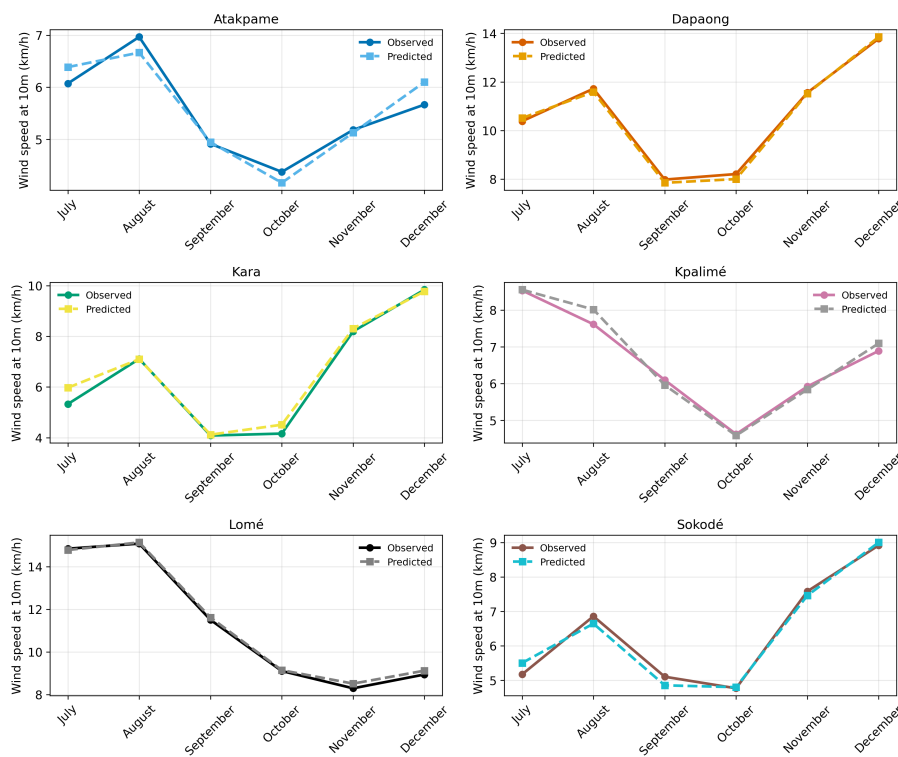 Atakpame
Wind speed at 10m (km/h)
7
6
5
Observed
Predicted
July
August
September
October
November
December
Dapaong
Wind speed at 10m (km/h)
14
12
10
8
Observed
Predicted
July
August
September
October
November
December
Kara
Wind speed at 10m (km/h)
10
8
6
4
Observed
Predicted
July
August
September
October
November
December
Kpalimé
Wind speed at 10m (km/h)
8
7
6
5
Observed
Predicted
July
August
September
October
November
December
Lomé
Wind speed at 10m (km/h)
14
12
10
8
Observed
Predicted
July
August
September
October
November
December
Sokodé
Wind speed at 10m (km/h)
9
8
7
6
5
Observed
Predicted
July
August
September
October
November
December